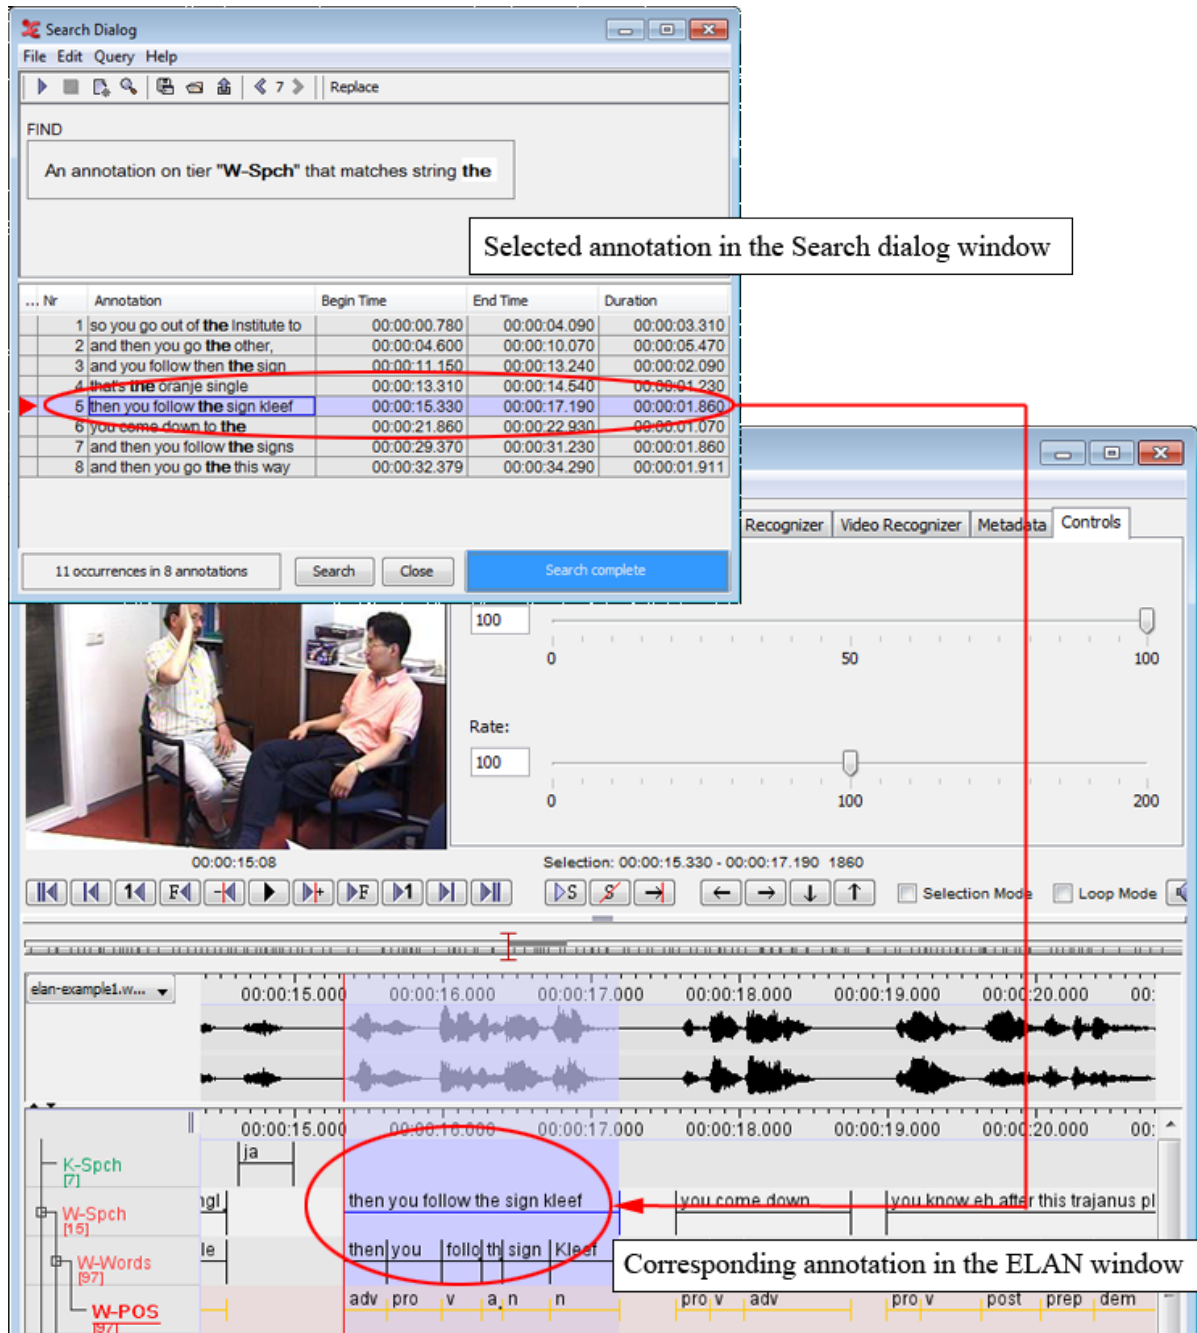 Search Dialog
File Edit Query Help
7 Replace
FIND
An annotation on tier "W-Spch" that matches string the
Selected annotation in the Search dialog window
... Nr Annotation Begin Time End Time Duration
1 so you go out of the Institute to 00:00:00.780 00:00:04.090 00:00:03.310
2 and then you go the other, 00:00:04.600 00:00:10.070 00:00:05.470
3 and you follow then the sign 00:00:11.150 00:00:13.240 00:00:02.090
4 that's the oranje single 00:00:13.310 00:00:14.540 00:00:01.230
5 then you follow the sign kleef 00:00:15.330 00:00:17.190 00:00:01.860
6 you come down to the 00:00:21.860 00:00:22.930 00:00:01.070
7 and then you follow the signs 00:00:29.370 00:00:31.230 00:00:01.860
8 and then you go the this way 00:00:32.379 00:00:34.290 00:00:01.911
11 occurrences in 8 annotations Search Close Search complete
Recognizer Video Recognizer Metadata Controls
100
0 50 100
Rate:
100
0 100 200
00:00:15:08 Selection: 00:00:15.330 - 00:00:17.190 1860
1 F F 1 S S Selection Mode Loop Mode
elan-example1.w...
00:00:15.000 00:00:16.000 00:00:17.000 00:00:18.000 00:00:19.000 00:00:20.000 00:
00:00:15.000 00:00:16.000 00:00:17.000 00:00:18.000 00:00:19.000 00:00:20.000 00:
K-Spch ja
[7]
W-Spch ngl then you follow the sign kleef you come down you know eh after this trajanus pl
[15]
W-Words le then you follo th sign Kleef
[97]
Corresponding annotation in the ELAN window
W-POS adv pro v a n n pro v adv pro v post prep dem
[97]